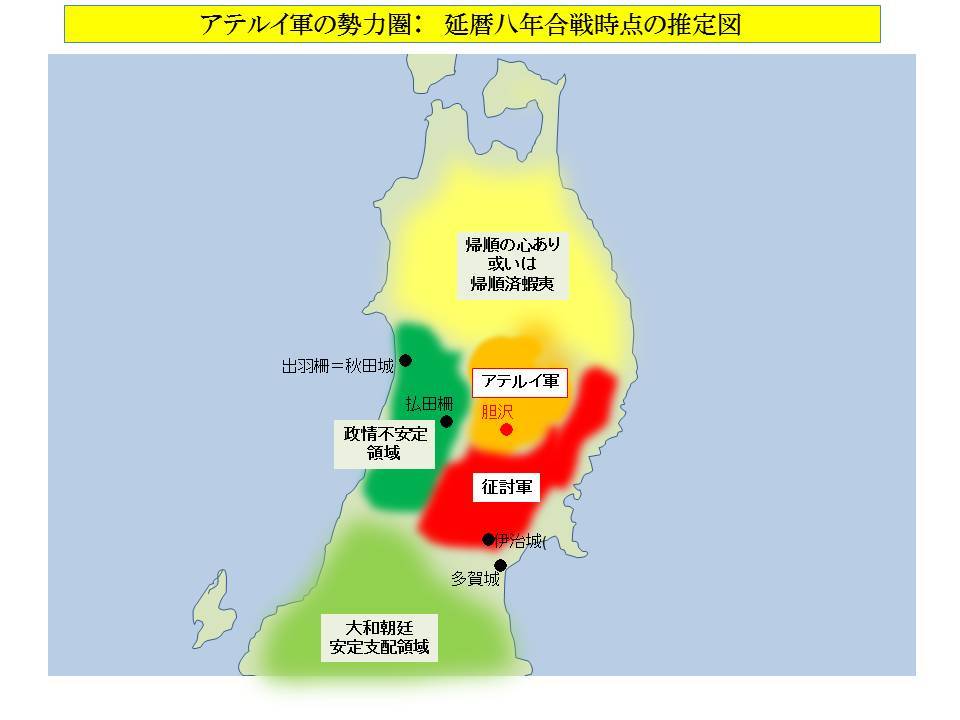 アテルイ軍の勢力圏： 延暦八年合戦時点の推定図
帰順の心あり
或いは
帰順済蝦夷
出羽柵＝秋田城
アテルイ軍
払田柵
胆沢
政情不安定
領域
征討軍
伊治城(
多賀城
大和朝廷
安定支配領域